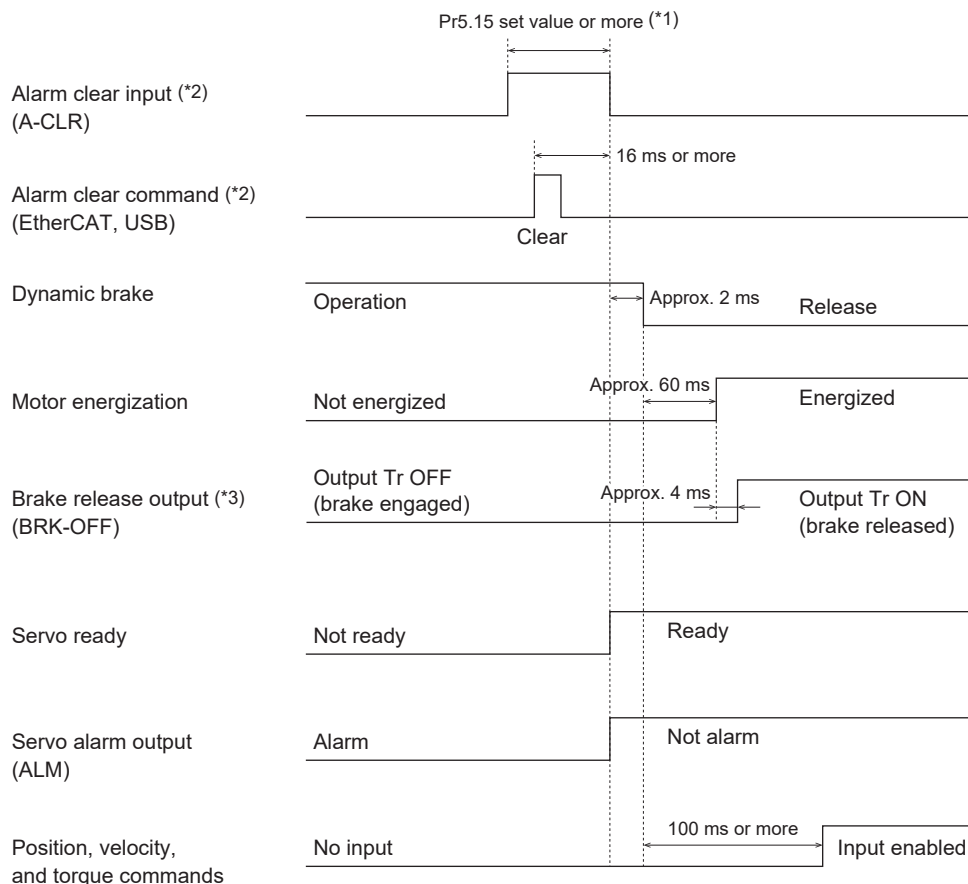 Pr5.15 set value or more (*1)
Alarm clear input (*2)
(A-CLR)
16 ms or more
Alarm clear command (*2)
(EtherCAT, USB)
Clear
Dynamic brake
Operation
Approx. 2 ms
Release
Approx. 60 ms
Motor energization
Not energized
Energized
Output Tr OFF
(brake engaged)
Brake release output (*3)
(BRK-OFF)
Approx. 4 ms
Output Tr ON
(brake released)
Servo ready
Not ready
Ready
Servo alarm output
(ALM)
Alarm
Not alarm
100 ms or more
Position, velocity,
and torque commands
No input
Input enabled